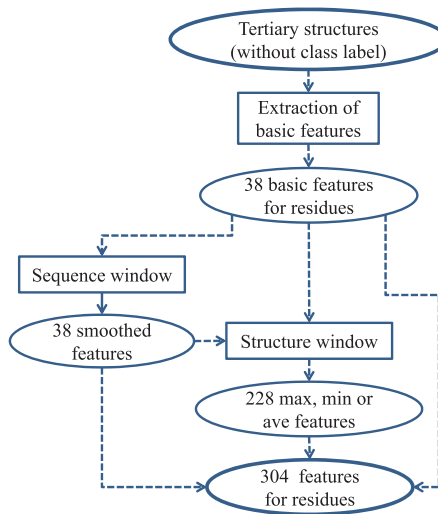 Tertiary structures
(without class label)
Extraction of
basic features
38 basic features
for residues
Sequence window
38 smoothed
features
Structure window
228 max, min or
ave features
304 features
for residues